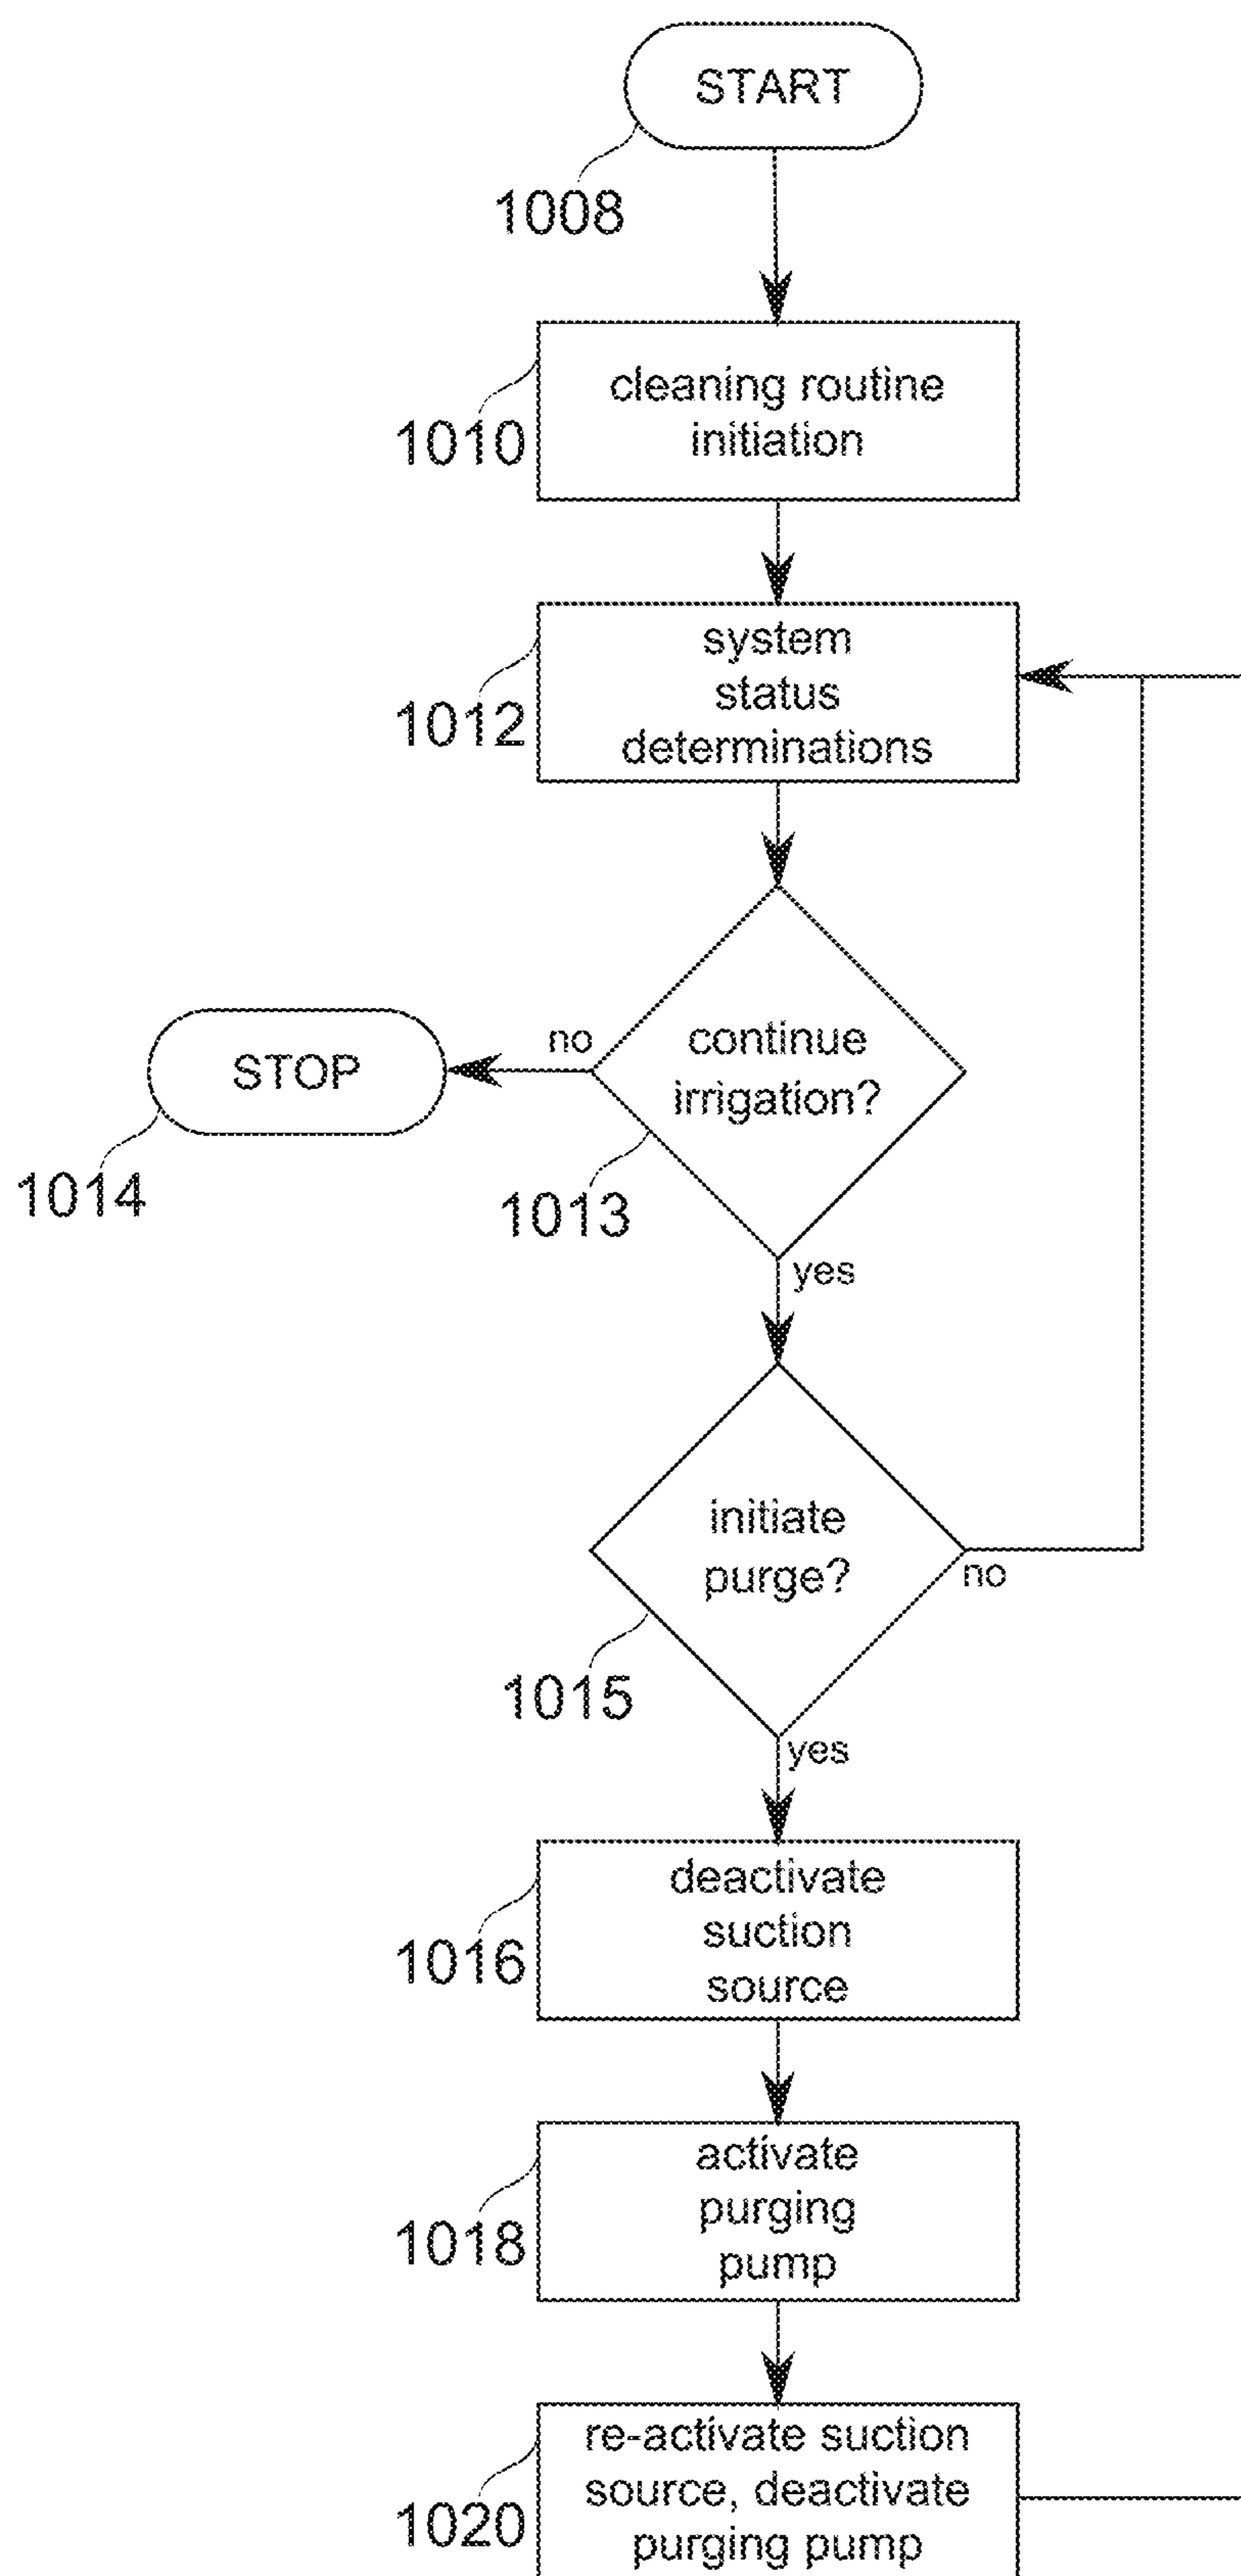 START
1008
cleaning routine
initiation
1010
system
status
determinations
1012
continue
irrigation?
no
STOP
1014
1013
yes
initiate
purge?
no
1015
yes
deactivate
suction
source
1016
activate
purging
pump
1018
re-activate suction
source, deactivate
purging pump
1020